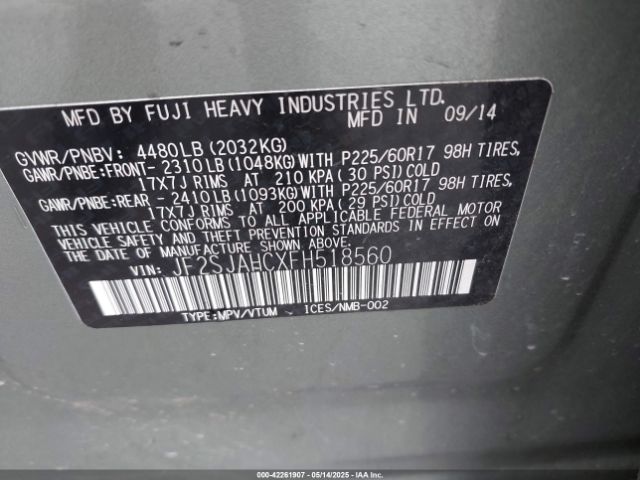 MFD BY FUJI HEAVY INDUSTRIES LTD.
MFD IN 09/14
GVWR/PNBV: 4480LB (2032KG)
GAWR/PNBE:FRONT- 2310LB (1048KG) WITH P225/60R17 98H TIRES,
17X7J RIMS AT 210 KPA ( 30 PSI) COLD
GAWR/PNBE:REAR - 2410LB (1093KG) WITH P225/60R17 98H TIRES,
17X7J RIMS AT 200 KPA (29 PSI) COLD
THIS VEHICLE CONFORMS TO ALL APPLICABLE FEDERAL MOTOR
VEHICLE SAFETY AND THEFT PREVENTION STANDARDS IN EFFECT ON
THE DATE OF MANUFACTURE SHOWN ABOVE.
VIN: JF2SJAHCXFH518560
TYPE:MPV/VTUM ICES/NMB-002
000-42261907 - 05/14/2025 - IAAI.COM